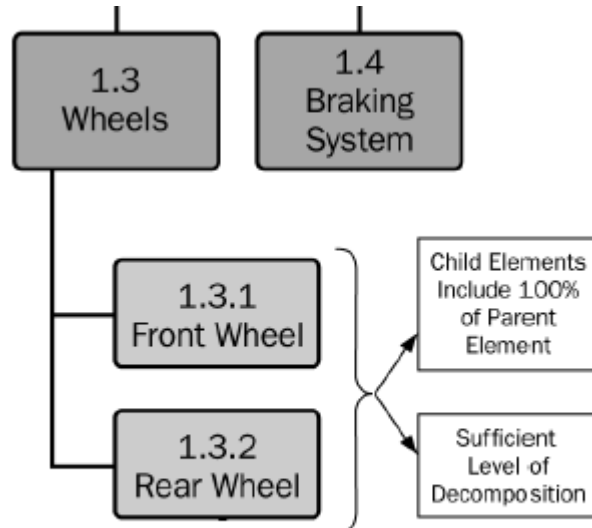 1.3
Wheels
1.4
Braking
System
1.3.1
Front Wheel
1.3.2
Rear Wheel
Child Elements
Include 100%
of Parent
Element
Sufficient
Level of
Decomposition